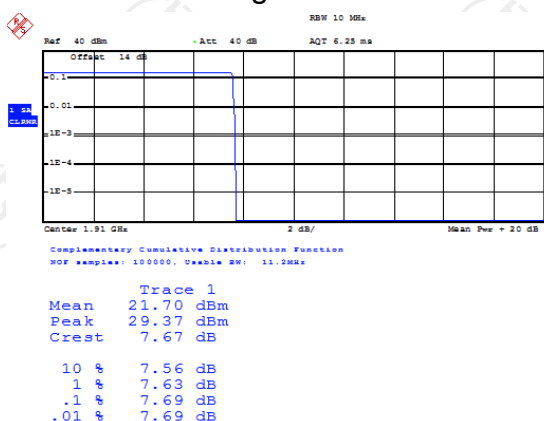 RBW 10 MHz
Ref 40 dBm Att 40 dB AQT 6.25 ms
Offset 14 dB
0.1
0.01
1 SA
CLRWR
1E-3
1E-4
1E-5
Center 1.91 GHz 2 dB/ Mean Pwr + 20 dB
Complementary Cumulative Distribution Function
NOF samples: 100000, Usable BW: 11.2MHz
Trace 1
Mean 21.70 dBm
Peak 29.37 dBm
Crest 7.67 dB
10 % 7.56 dB
1 % 7.63 dB
.1 % 7.69 dB
.01 % 7.69 dB